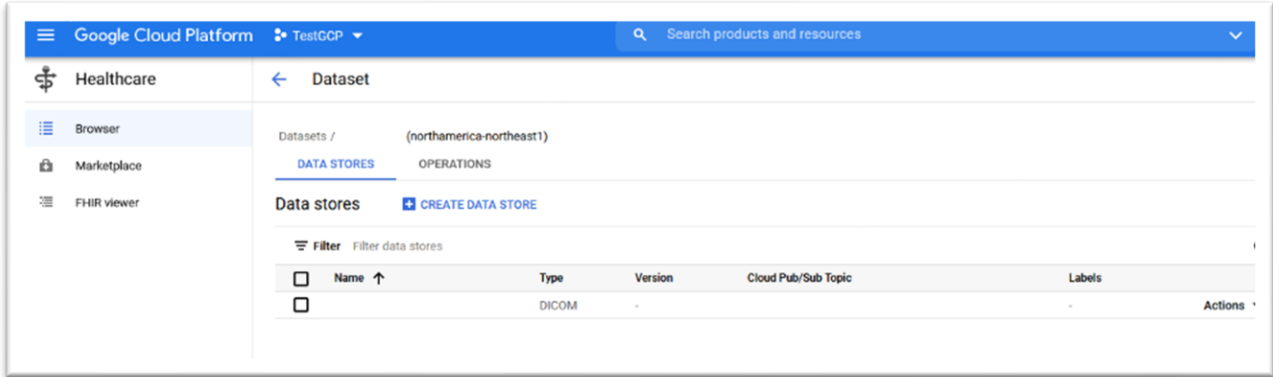 Google Cloud Platform TestGCP Search products and resources
Healthcare
Dataset
Browser
Marketplace
FHIR viewer
Datasets / (northamerica-northeast1)
DATA STORES OPERATIONS
Data stores CREATE DATA STORE
Filter Filter data stores
Name Type Version Cloud Pub/Sub Topic Labels
DICOM - - Actions